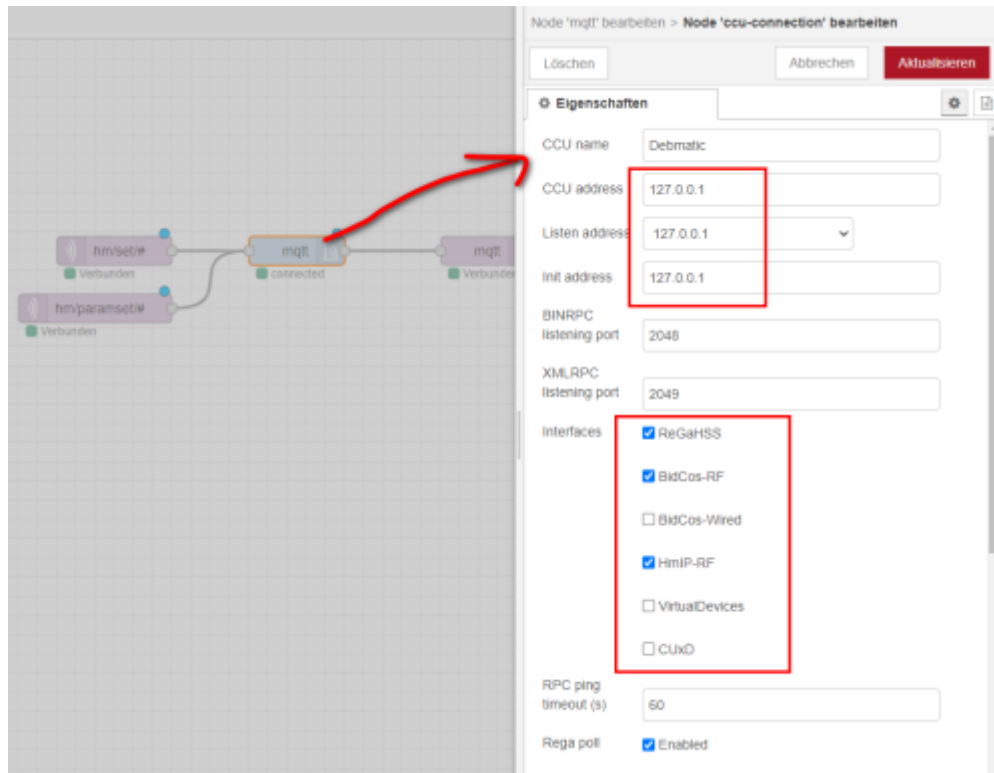 Node 'mqtt' bearbeiten > Node 'ccu-connection' bearbeiten
Löschen
Abbrechen
Aktualisieren
Eigenschaften
CCU name
Debmatic
CCU address
127.0.0.1
Listen address
127.0.0.1
Init address
127.0.0.1
BINRPC
listening port
2048
XMLRPC
listening port
2049
Interfaces
ReGaHSS
BidCos-RF
BidCos-Wired
HmIP-RF
VirtualDevices
CUxD
RPC ping
timeout (s)
60
Rega poll
Enabled
hm/set/#
Verbunden
hm/paramset/#
Verbunden
mqtt
connected
mqtt
Verbunden